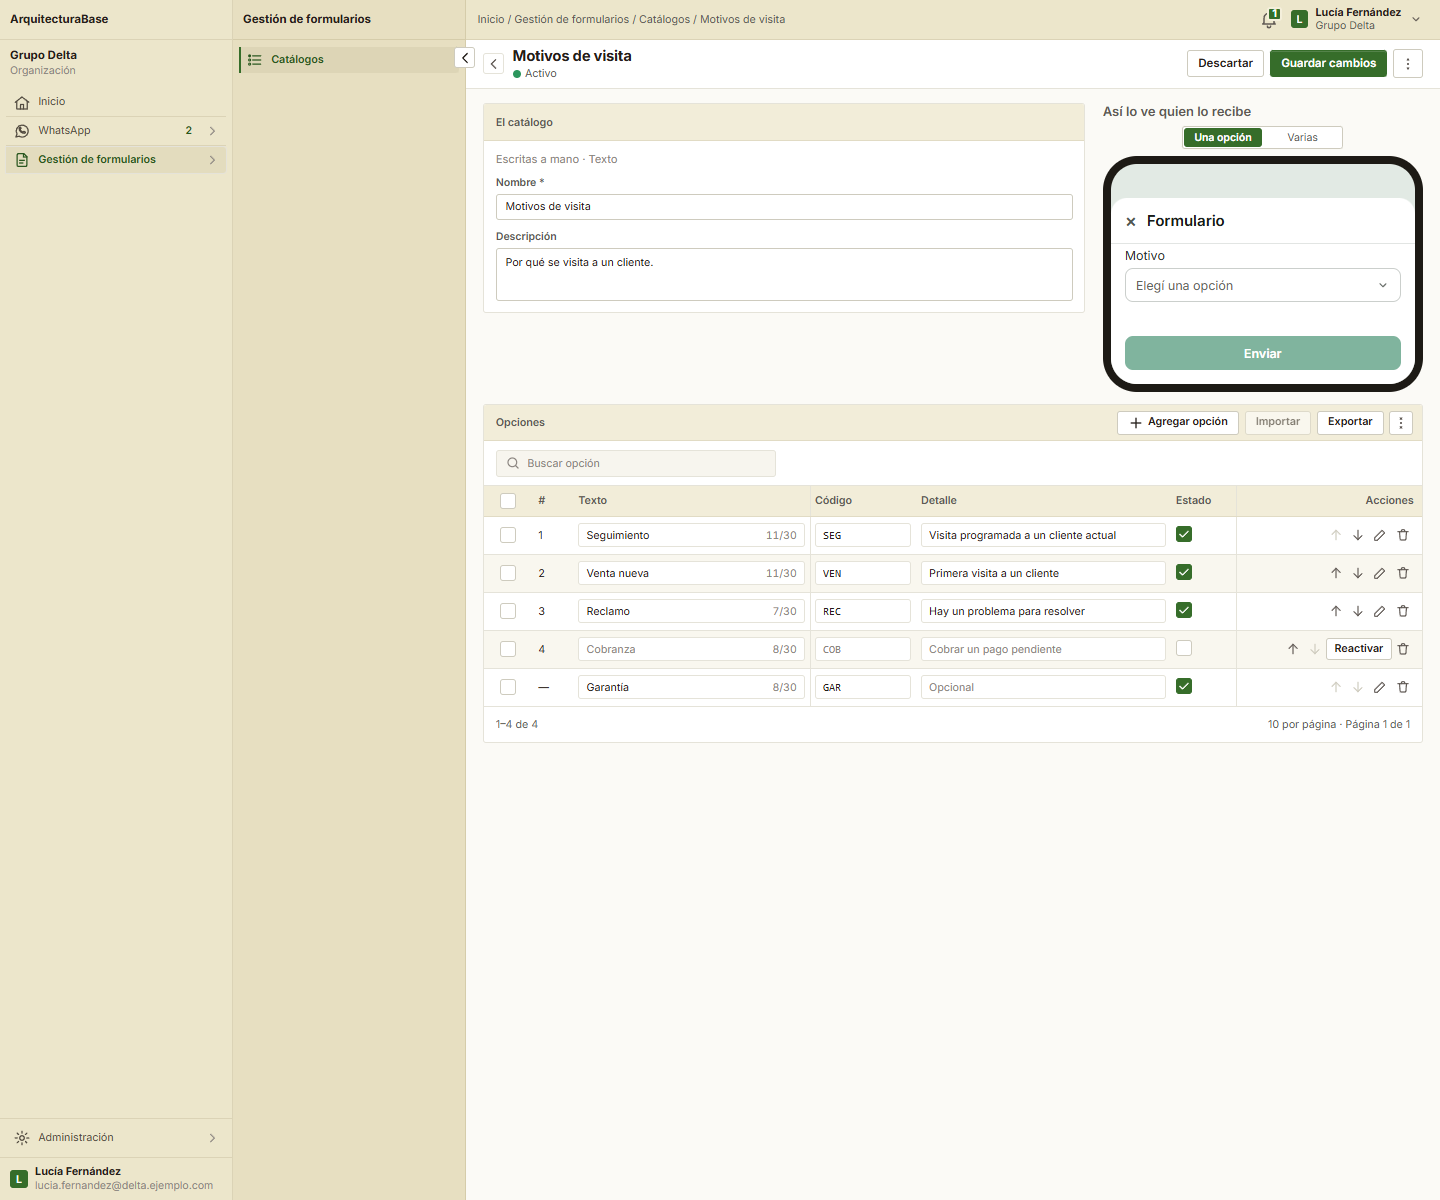 ArquitecturaBase
Grupo Delta
Organización
Inicio
WhatsApp 2
Gestión de formularios
Administración
L Lucía Fernández
lucia.fernandez@delta.ejemplo.com
Gestión de formularios
Catálogos
Inicio / Gestión de formularios / Catálogos / Motivos de visita
1
L Lucía Fernández
Grupo Delta
Motivos de visita
Activo
Descartar Guardar cambios
El catálogo
Escritas a mano · Texto
Nombre *
Motivos de visita
Descripción
Por qué se visita a un cliente.
Así lo ve quien lo recibe
Una opción Varias
Formulario
Motivo
Elegí una opción
Enviar
Opciones Agregar opción Importar Exportar
Buscar opción
# Texto Código Detalle Estado Acciones
1 Seguimiento 11/30 SEG Visita programada a un cliente actual
2 Venta nueva 11/30 VEN Primera visita a un cliente
3 Reclamo 7/30 REC Hay un problema para resolver
4 Cobranza 8/30 COB Cobrar un pago pendiente Reactivar
— Garantía 8/30 GAR Opcional
1–4 de 4 10 por página · Página 1 de 1